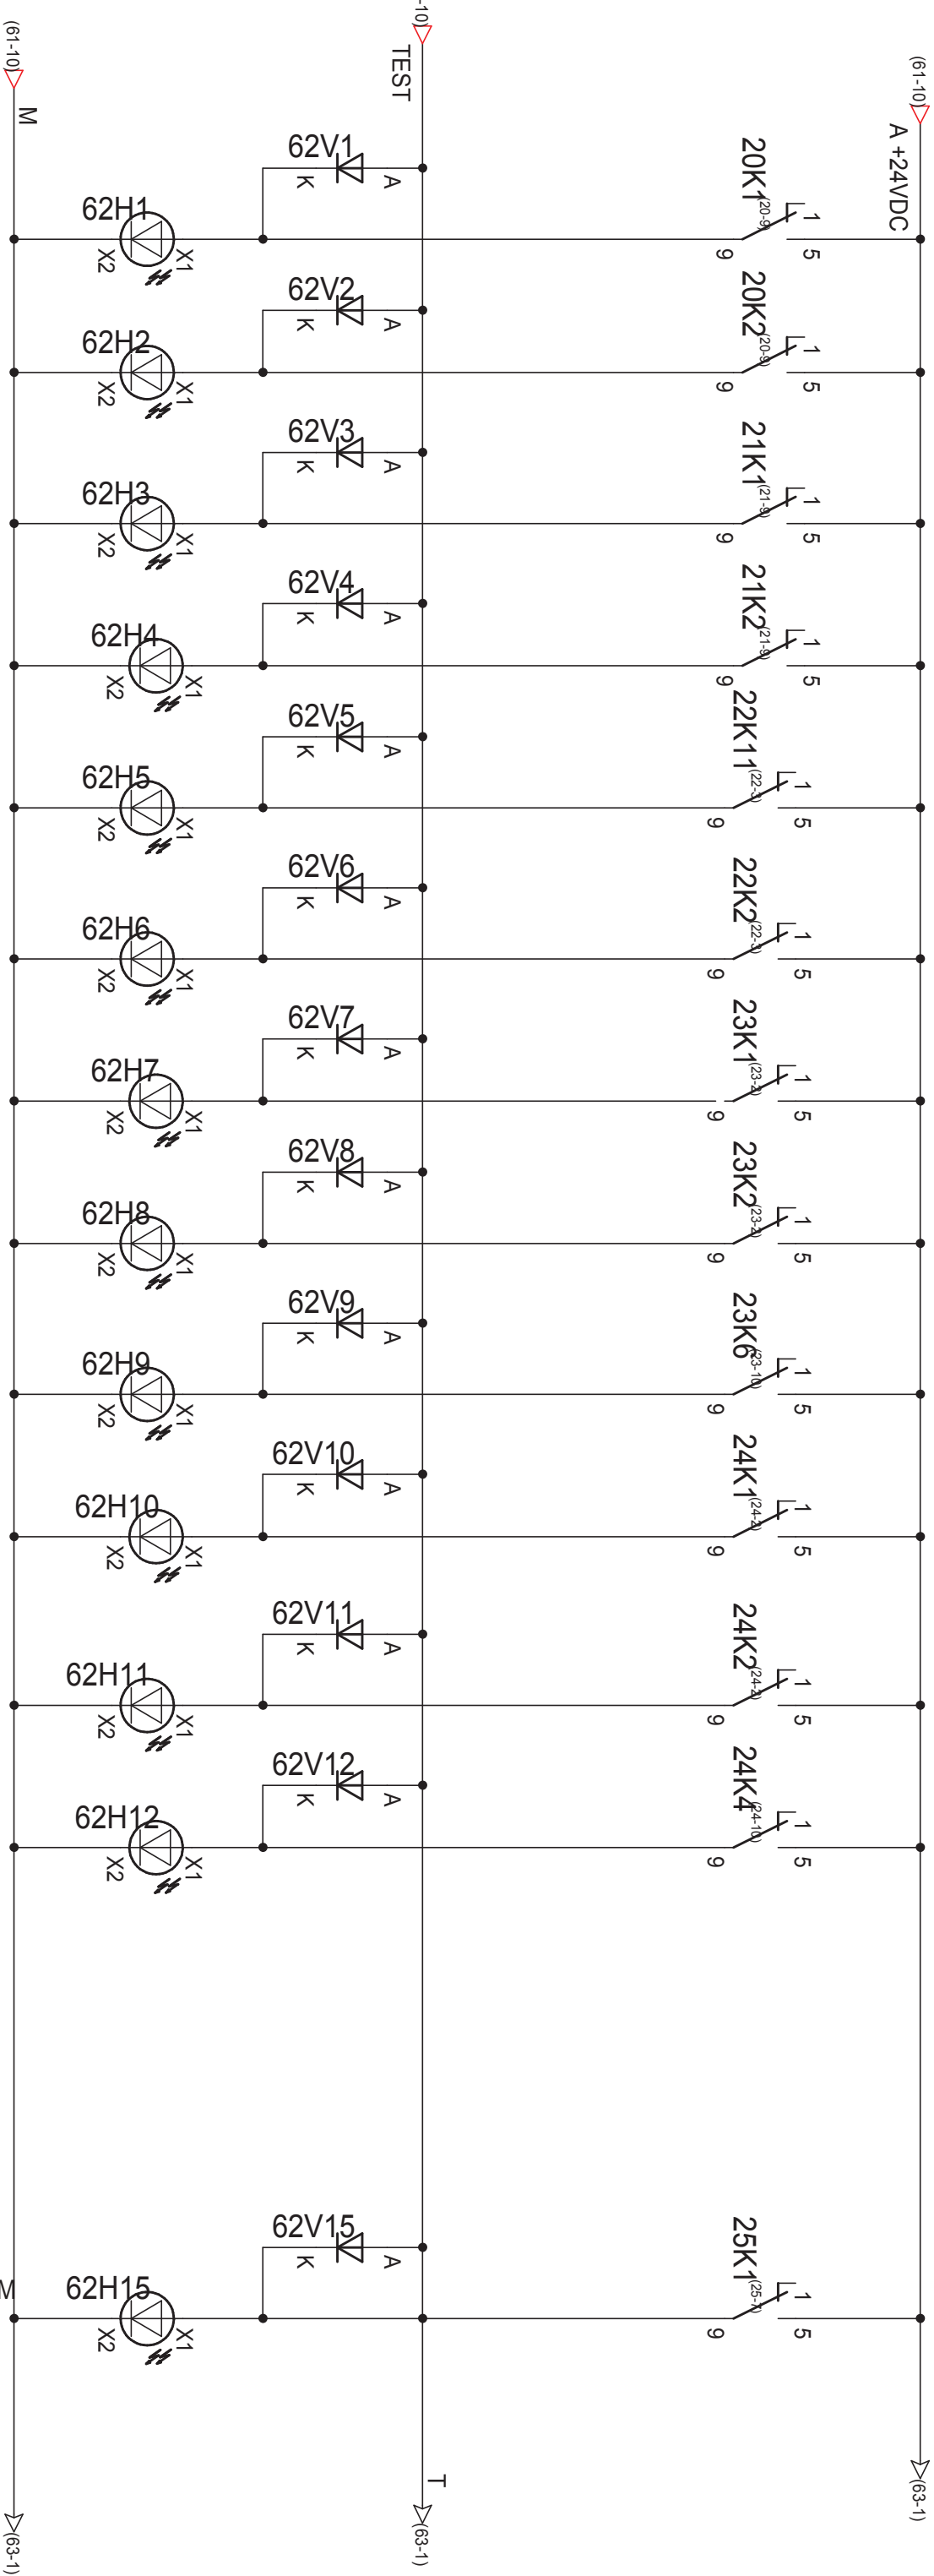 (61-10)
A +24VDC
-10)
TEST
(61-10)
M
20K1 (20-9)
1
5
9
62V1
A
K
62H1
X1
X2
20K2 (20-9)
1
5
9
62V2
A
K
62H2
X1
X2
21K1 (21-9)
1
5
9
62V3
A
K
62H3
X1
X2
21K2 (21-9)
1
5
9
62V4
A
K
62H4
X1
X2
22K11 (22-3)
1
5
9
62V5
A
K
62H5
X1
X2
22K2 (22-3)
1
5
9
62V6
A
K
62H6
X1
X2
23K1 (23-2)
1
5
9
62V7
A
K
62H7
X1
X2
23K2 (23-2)
1
5
9
62V8
A
K
62H8
X1
X2
23K6 (23-10)
1
5
9
62V9
A
K
62H9
X1
X2
24K1 (24-2)
1
5
9
62V10
A
K
62H10
X1
X2
24K2 (24-2)
1
5
9
62V11
A
K
62H11
X1
X2
24K4 (24-10)
1
5
9
62V12
A
K
62H12
X1
X2
25K1 (25-7)
1
5
9
62V15
A
K
62H15
X1
X2
M
(63-1)
T
(63-1)
(63-1)